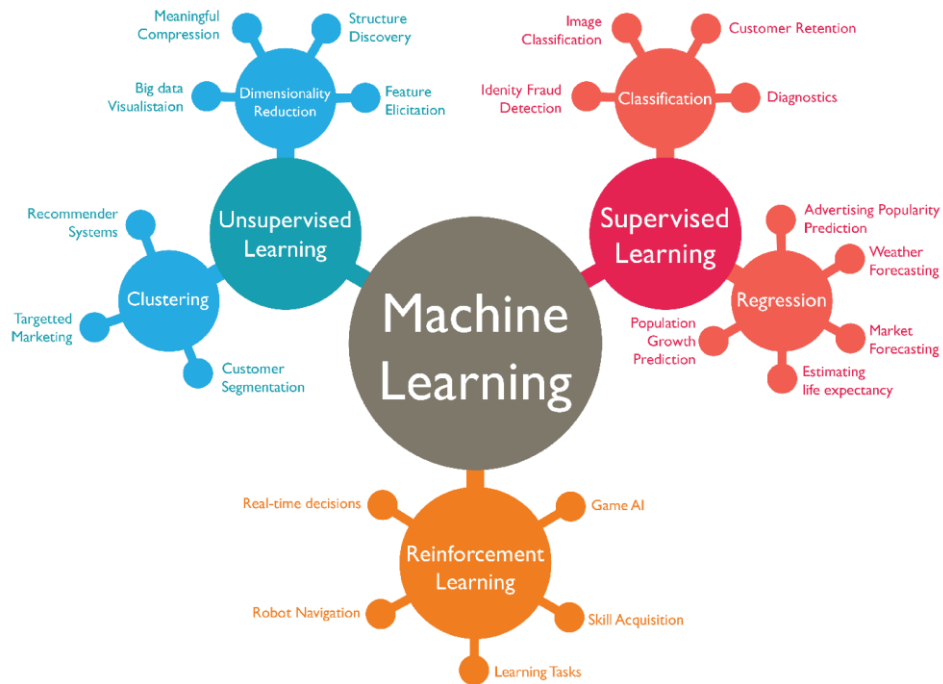 Meaningful
Compression
Structure
Discovery
Big data
Visualistaion
Dimensionality
Reduction
Feature
Elicitation
Image
Classification
Customer Retention
Idenity Fraud
Detection
Classification
Diagnostics
Unsupervised
Learning
Recommender
Systems
Clustering
Targetted
Marketing
Customer
Segmentation
Supervised
Learning
Advertising Popularity
Prediction
Weather
Forecasting
Regression
Population
Growth
Prediction
Market
Forecasting
Estimating
life expectancy
Machine
Learning
Real-time decisions
Game AI
Reinforcement
Learning
Robot Navigation
Skill Acquisition
Learning Tasks